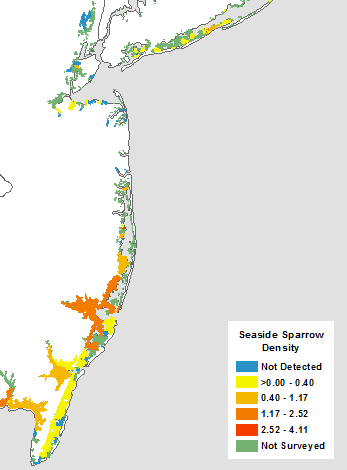 Seaside Sparrow
Density
Not Detected
>0.00 - 0.40
0.40 - 1.17
1.17 - 2.52
2.52 - 4.11
Not Surveyed